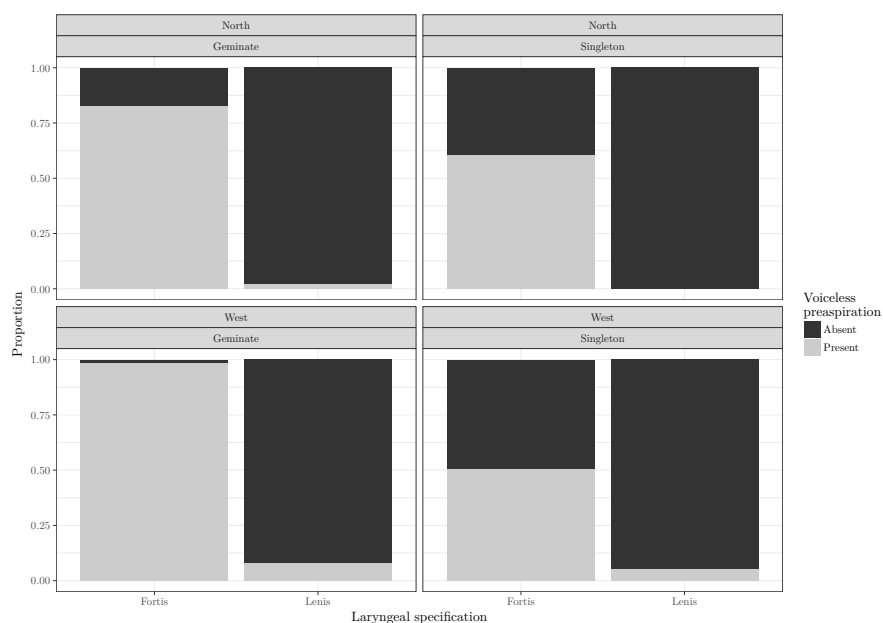 North
North
Geminate
Singleton
1.00
0.75
0.50
0.25
0.00
West
West
Geminate
Singleton
1.00
0.75
0.50
0.25
0.00
Fortis
Lenis
Fortis
Lenis
Laryngeal specification
Proportion
Voiceless
preaspiration
Absent
Present